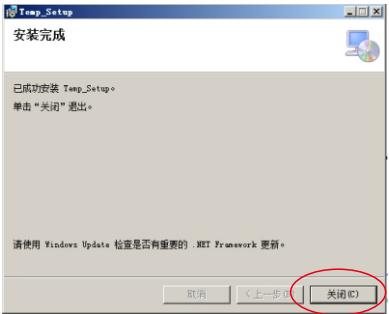 Temp_Setup
安装完成
已成功安装 Temp_Setup。
单击“关闭”退出。
请使用 Windows Update 检查是否有重要的 .NET Framework 更新。
取消
<上一步(P)
关闭(C)